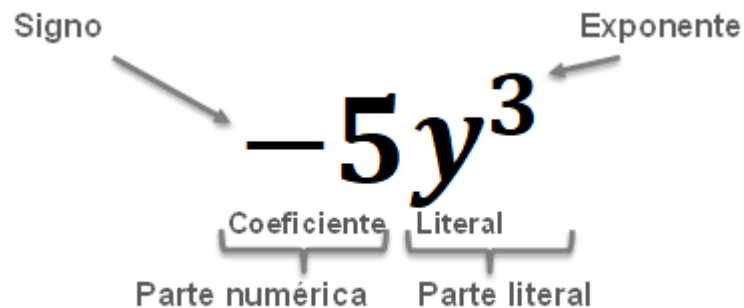 Signo Exponente
−5y³
Coeficiente Literal
Parte numérica Parte literal